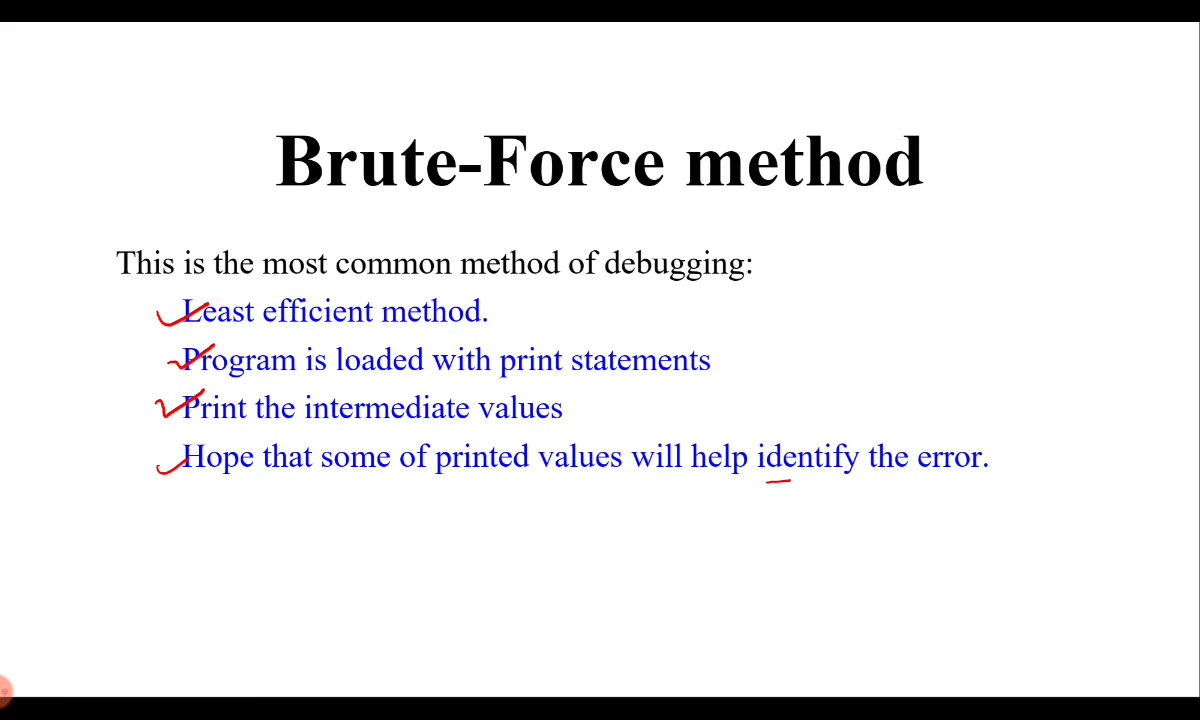 Brute-Force method
This is the most common method of debugging:
Least efficient method.
Program is loaded with print statements
Print the intermediate values
Hope that some of printed values will help identify the error.